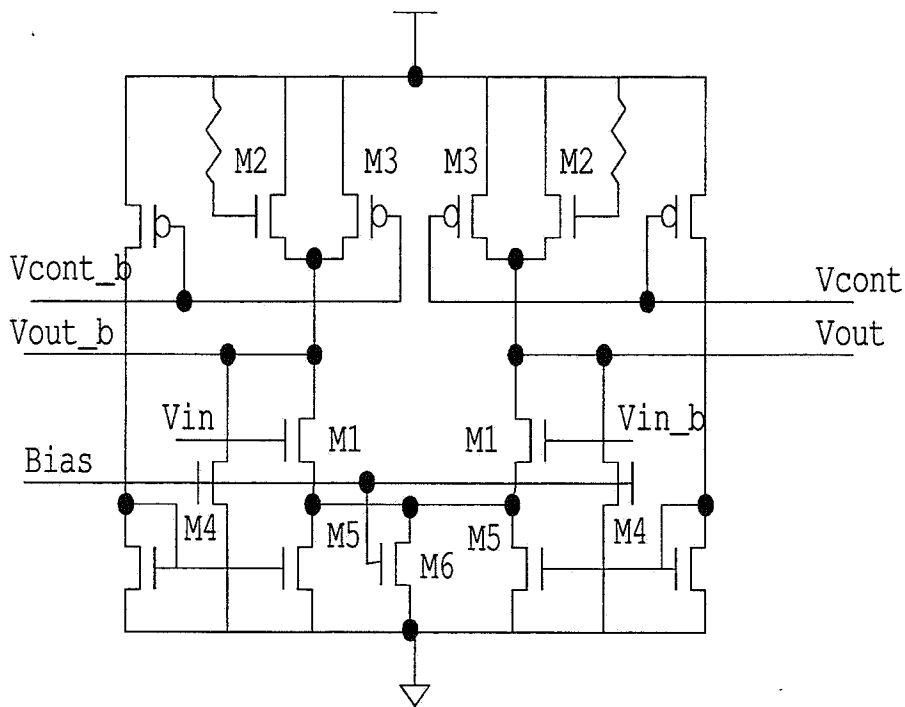 M2 M3 M3 M2
Vcont_b Vcont
Vout_b Vout
Vin M1 M1 Vin_b
Bias
M4 M5 M5 M4
M6